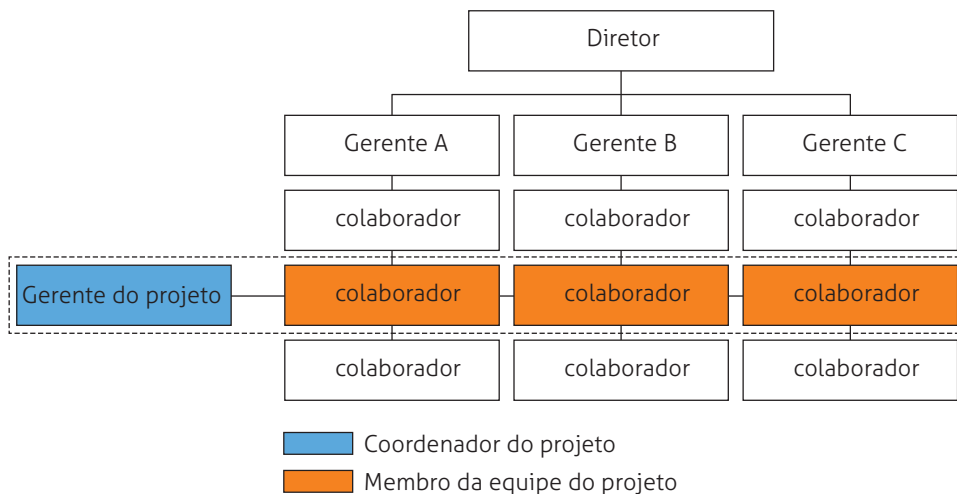 Diretor
Gerente A
Gerente B
Gerente C
colaborador
colaborador
colaborador
Gerente do projeto
colaborador
colaborador
colaborador
colaborador
colaborador
colaborador
Coordenador do projeto
Membro da equipe do projeto